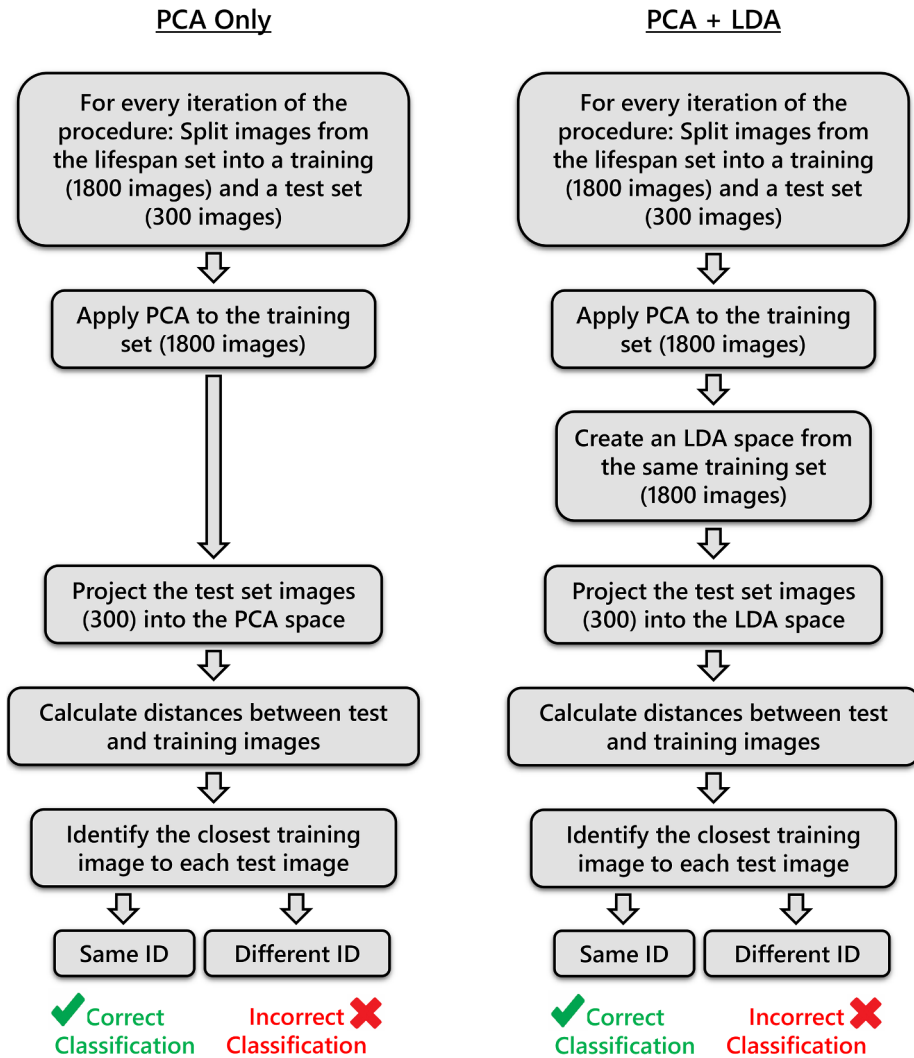 PCA Only
For every iteration of the
procedure: Split images from
the lifespan set into a training
(1800 images) and a test set
(300 images)
Apply PCA to the training
set (1800 images)
Project the test set images
(300) into the PCA space
Calculate distances between test
and training images
Identify the closest training
image to each test image
Same ID
Different ID
Correct
Classification
Incorrect
Classification
PCA + LDA
For every iteration of the
procedure: Split images from
the lifespan set into a training
(1800 images) and a test set
(300 images)
Apply PCA to the training
set (1800 images)
Create an LDA space from
the same training set
(1800 images)
Project the test set images
(300) into the LDA space
Calculate distances between test
and training images
Identify the closest training
image to each test image
Same ID
Different ID
Correct
Classification
Incorrect
Classification